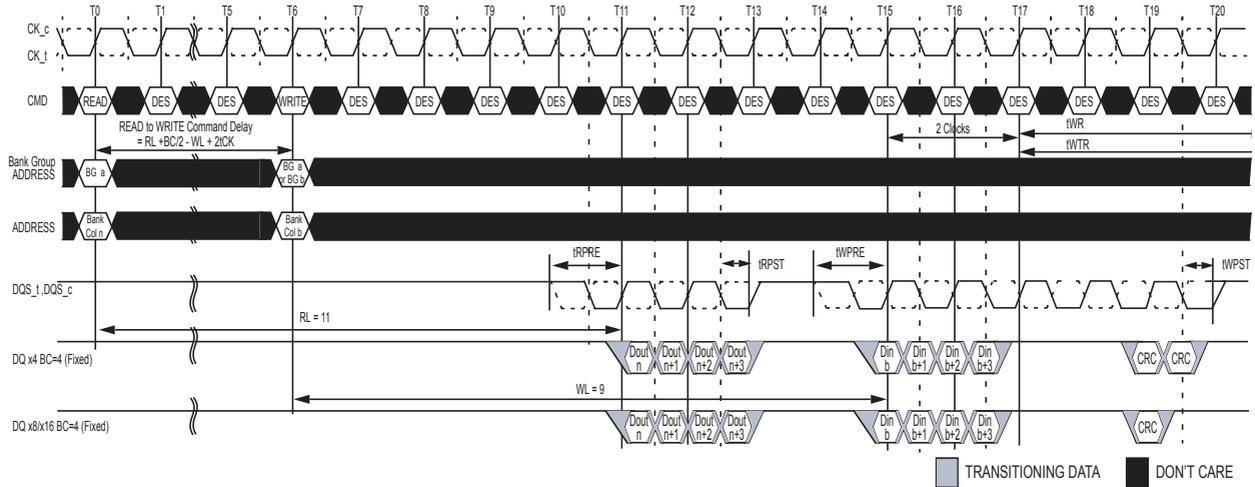 T0 T1 T5 T6 T7 T8 T9 T10 T11 T12 T13 T14 T15 T16 T17 T18 T19 T20
CK_c
CK_t
CMD READ DES DES WRITE DES DES DES DES DES DES DES DES DES DES DES DES DES DES
READ to WRITE Command Delay
= RL +BC/2 - WL + 2tCK
2 Clocks
tWR
tWTR
Bank Group
ADDRESS
BG a
BG a
or BG b
ADDRESS
Bank
Col n
Bank
Col b
tRPRE tRPST tWPRE tWPST
DQS_t ,DQS_c
RL = 11
DQ x4 BC=4 (Fixed)
Dout Dout Dout Dout Din Din Din Din CRC CRC
n n+1 n+2 n+3 b b+1 b+2 b+3
WL = 9
DQ x8/x16 BC=4 (Fixed)
Dout Dout Dout Dout Din Din Din Din CRC
n n+1 n+2 n+3 b b+1 b+2 b+3
TRANSITIONING DATA DON'T CARE